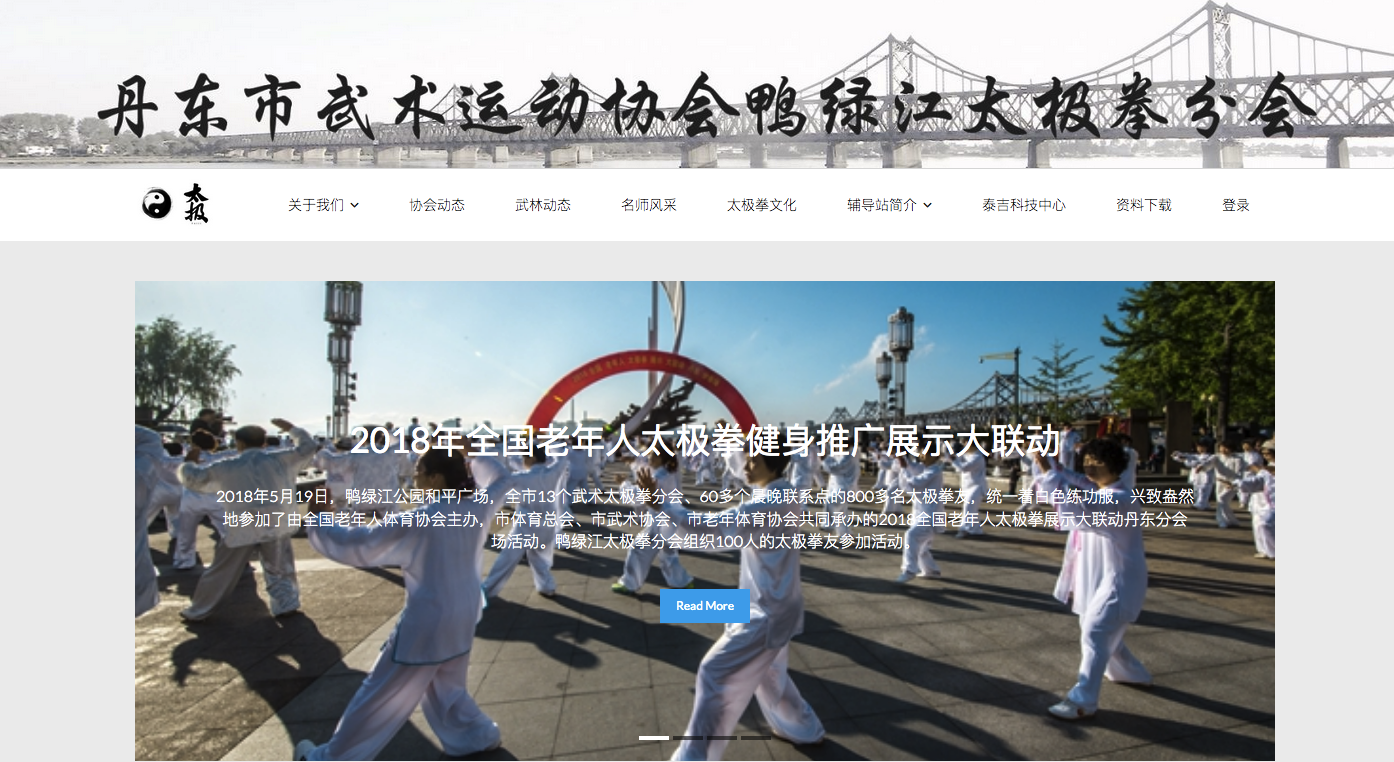 丹东市武术运动协会鸭绿江太极拳分会
太极
关于我们 协会动态 武林动态 名师风采 太极拳文化 辅导站简介 泰吉科技中心 资料下载 登录
2018年全国老年人太极拳健身推广展示大联动
2018年5月19日，鸭绿江公园和平广场，全市13个武术太极拳分会、60多个晨晚联系点的800多名太极拳友，统一着白色练功服，兴致盎然
地参加了由全国老年人体育协会主办，市体育总会、市武术协会、市老年体育协会共同承办的2018全国老年人太极拳展示大联动丹东分会
场活动。鸭绿江太极拳分会组织100人的太极拳友参加活动。
Read More